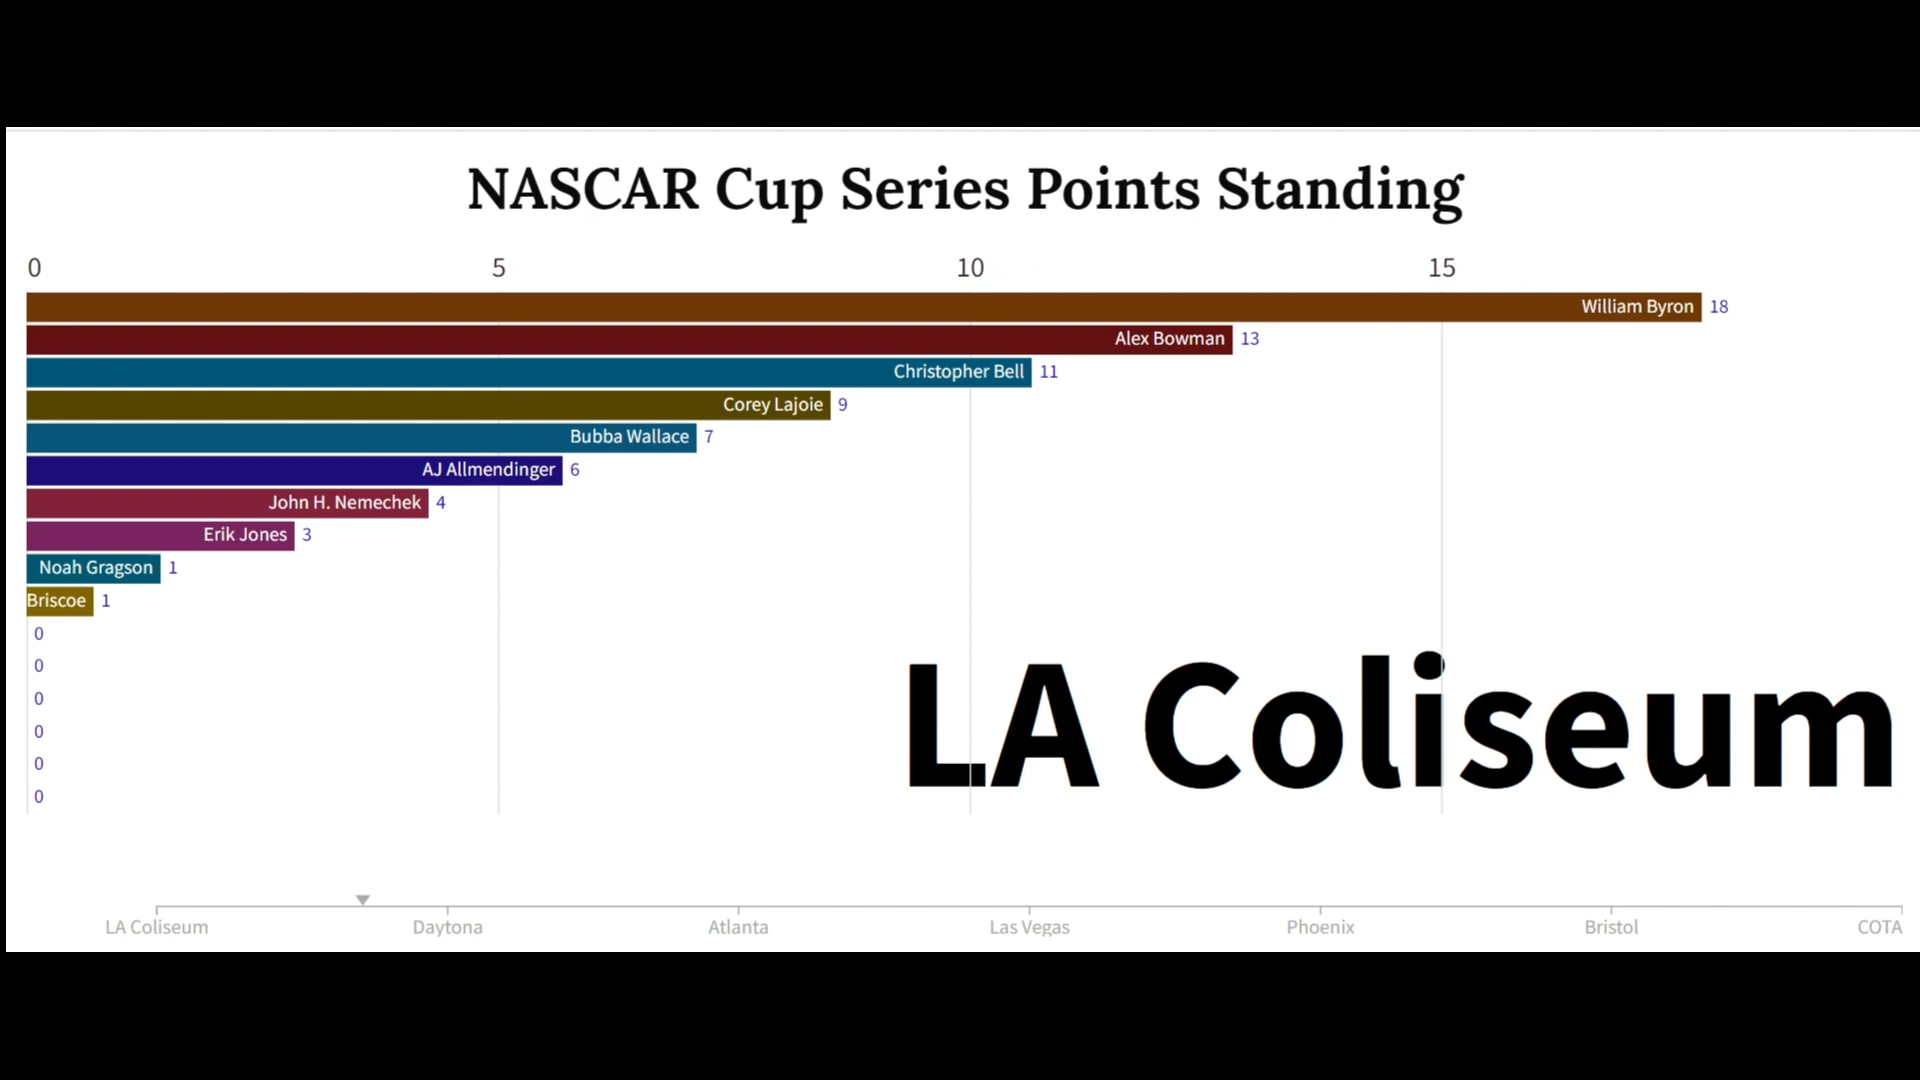 NASCAR Cup Series Points Standing
0 5 10 15
William Byron 18
Alex Bowman 13
Christopher Bell 11
Corey Lajoie 9
Bubba Wallace 7
AJ Allmendinger 6
John H. Nemechek 4
Erik Jones 3
Noah Gragson 1
Briscoe 1
0
0
0
0
0
0
LA Coliseum
LA Coliseum Daytona Atlanta Las Vegas Phoenix Bristol COTA